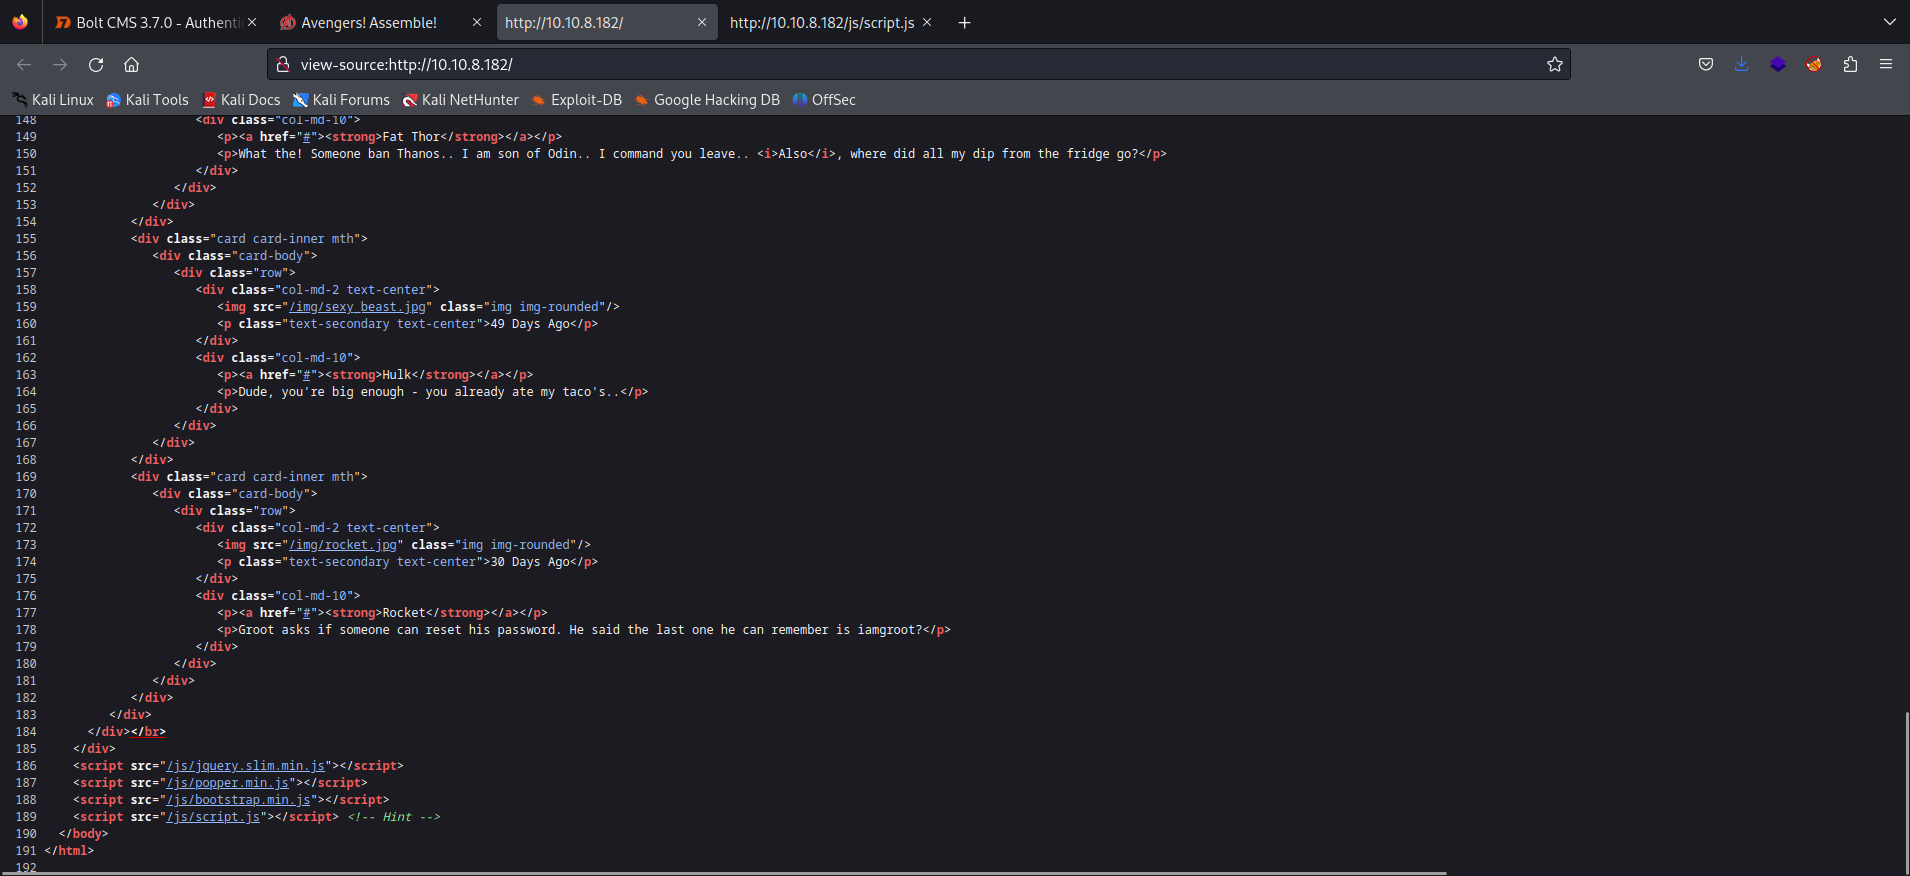 Bolt CMS 3.7.0 - Authenti
Avengers! Assemble!
http://10.10.8.182/
http://10.10.8.182/js/script.js
view-source:http://10.10.8.182/
Kali Linux Kali Tools Kali Docs Kali Forums Kali NetHunter Exploit-DB Google Hacking DB OffSec
148 <div class="col-md-10">
149 <p><a href="#"><strong>Fat Thor</strong></a></p>
150 <p>What the! Someone ban Thanos.. I am son of Odin.. I command you leave.. <i>Also</i>, where did all my dip from the fridge go?</p>
151 </div>
152 </div>
153 </div>
154 </div>
155 <div class="card card-inner mth">
156 <div class="card-body">
157 <div class="row">
158 <div class="col-md-2 text-center">
159 <img src="/img/sexy_beast.jpg" class="img img-rounded"/>
160 <p class="text-secondary text-center">49 Days Ago</p>
161 </div>
162 <div class="col-md-10">
163 <p><a href="#"><strong>Hulk</strong></a></p>
164 <p>Dude, you're big enough - you already ate my taco's..</p>
165 </div>
166 </div>
167 </div>
168 </div>
169 <div class="card card-inner mth">
170 <div class="card-body">
171 <div class="row">
172 <div class="col-md-2 text-center">
173 <img src="/img/rocket.jpg" class="img img-rounded"/>
174 <p class="text-secondary text-center">30 Days Ago</p>
175 </div>
176 <div class="col-md-10">
177 <p><a href="#"><strong>Rocket</strong></a></p>
178 <p>Groot asks if someone can reset his password. He said the last one he can remember is iamgroot?</p>
179 </div>
180 </div>
181 </div>
182 </div>
183 </div>
184 </div></br>
185 </div>
186 <script src="/js/jquery.slim.min.js"></script>
187 <script src="/js/popper.min.js"></script>
188 <script src="/js/bootstrap.min.js"></script>
189 <script src="/js/script.js"></script> <!-- Hint -->
190 </body>
191 </html>
192